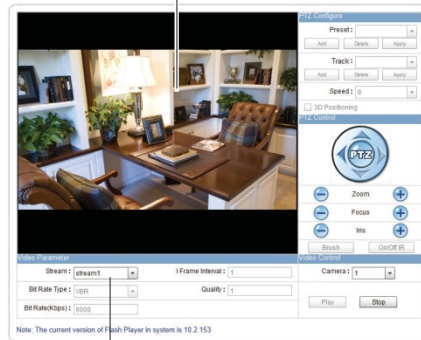 PTZ Configure
Preset :
Add Delete Apply
Track :
Add Delete Apply
Speed : 8
3D Positioning
PTZ Control
PTZ
Zoom
Focus
Iris
Brush On/Off IR
Video Parameter
Stream : stream1 I Frame Interval : 1
Bit Rate Type : VBR Quality : 1
Bit Rate(Kbps) : 6000
Video Control
Camera : 1
Play Stop
Note: The current version of Flash Player in system is 10.2.153